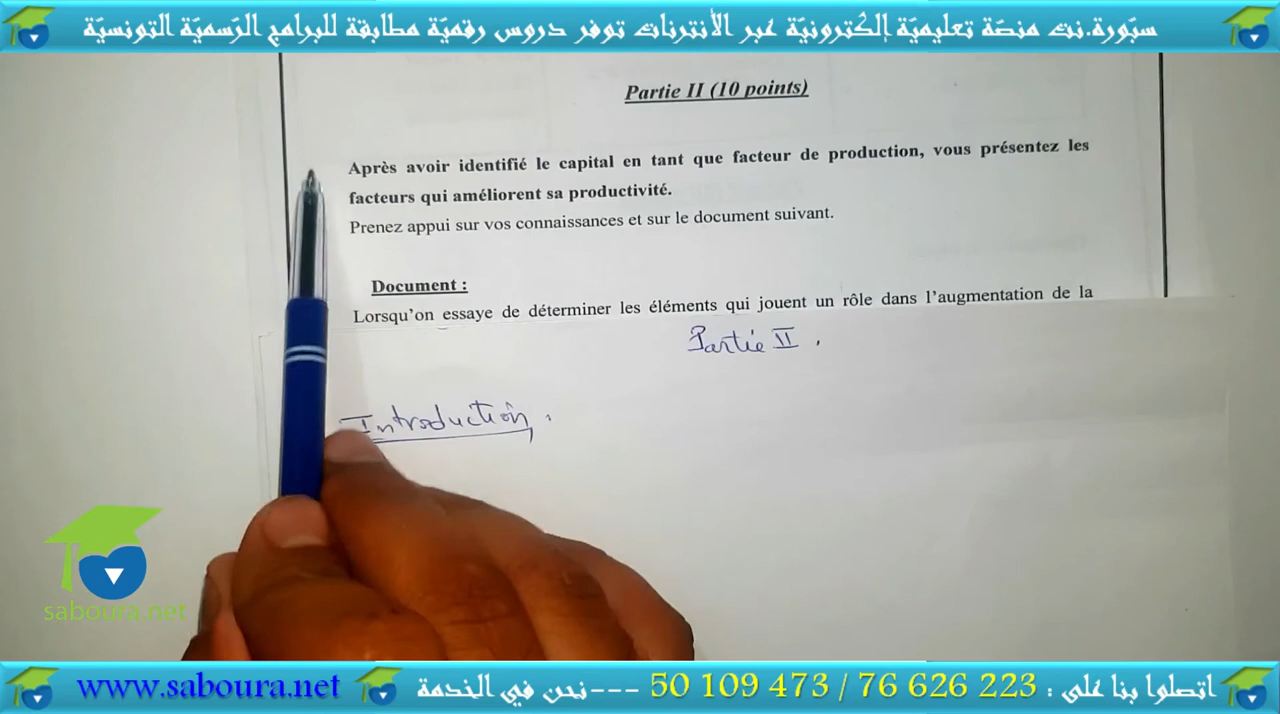 سبّورة.نت منصّة تعليميّة إلكترونيّة عبر الأنترنات توفر دروس رقميّة مطابقة للبرامج الرّسميّة التونسيّة
Partie II (10 points)
Après avoir identifié le capital en tant que facteur de production, vous présentez les
facteurs qui améliorent sa productivité.
Prenez appui sur vos connaissances et sur le document suivant.
Document :
Lorsqu'on essaye de déterminer les éléments qui jouent un rôle dans l'augmentation de la
Partie II .
Introduction .
saboura.net
www.saboura.net اتصلوا بنا على : 50 109 473 / 76 626 223 ---نحن في الخدمة